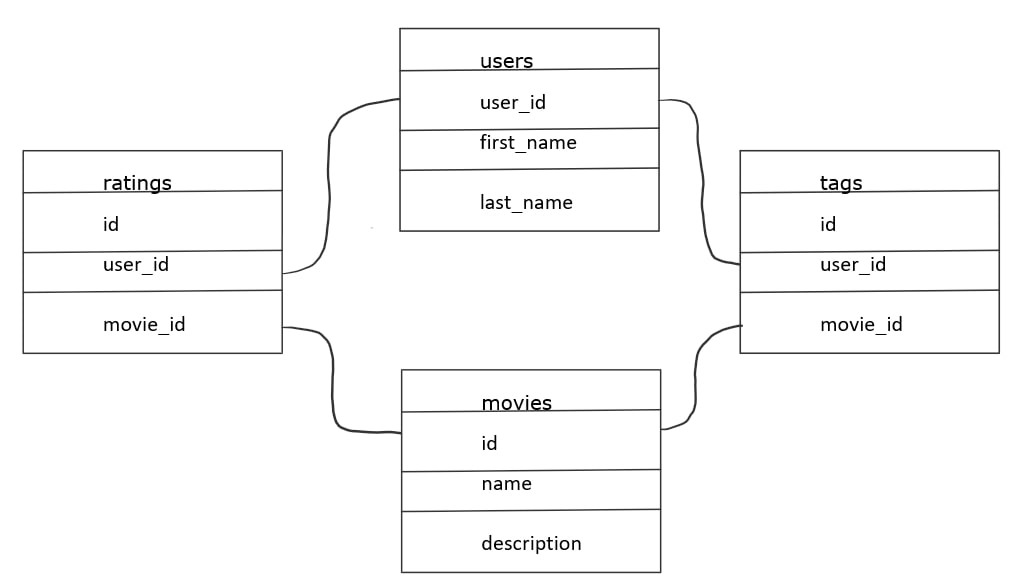 users
user_id
first_name
last_name
ratings
id
user_id
movie_id
tags
id
user_id
movie_id
movies
id
name
description